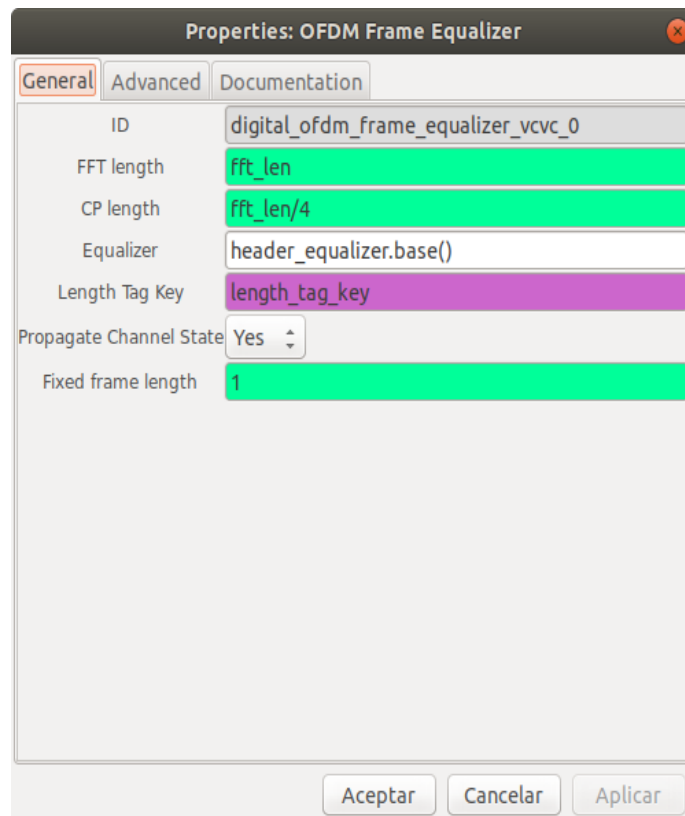 Properties: OFDM Frame Equalizer
General Advanced Documentation
ID digital_ofdm_frame_equalizer_vcvc_0
FFT length fft_len
CP length fft_len/4
Equalizer header_equalizer.base()
Length Tag Key length_tag_key
Propagate Channel State Yes
Fixed frame length 1
Aceptar Cancelar Aplicar